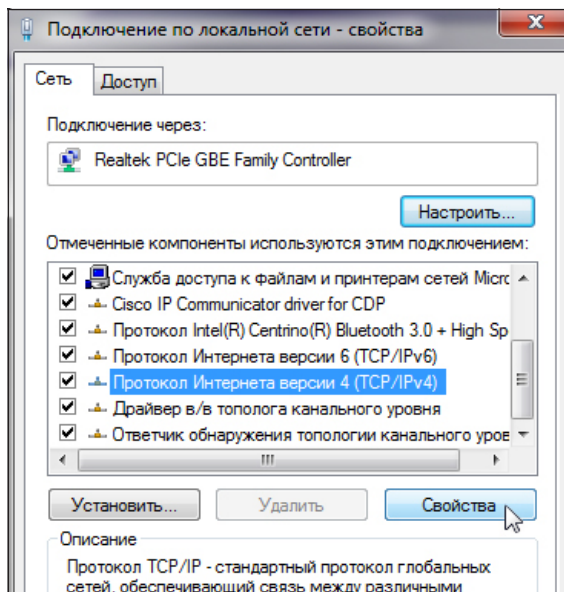 Подключение по локальной сети - свойства
Сеть Доступ
Подключение через:
Realtek PCIe GBE Family Controller
Настроить...
Отмеченные компоненты используются этим подключением:
Служба доступа к файлам и принтерам сетей Micro
Cisco IP Communicator driver for CDP
Протокол Intel(R) Centrino(R) Bluetooth 3.0 + High Sp
Протокол Интернета версии 6 (TCP/IPv6)
Протокол Интернета версии 4 (TCP/IPv4)
Драйвер в/в тополога канального уровня
Ответчик обнаружения топологии канального уров
Установить... Удалить Свойства
Описание
Протокол TCP/IP - стандартный протокол глобальных
сетей, обеспечивающий связь между различными